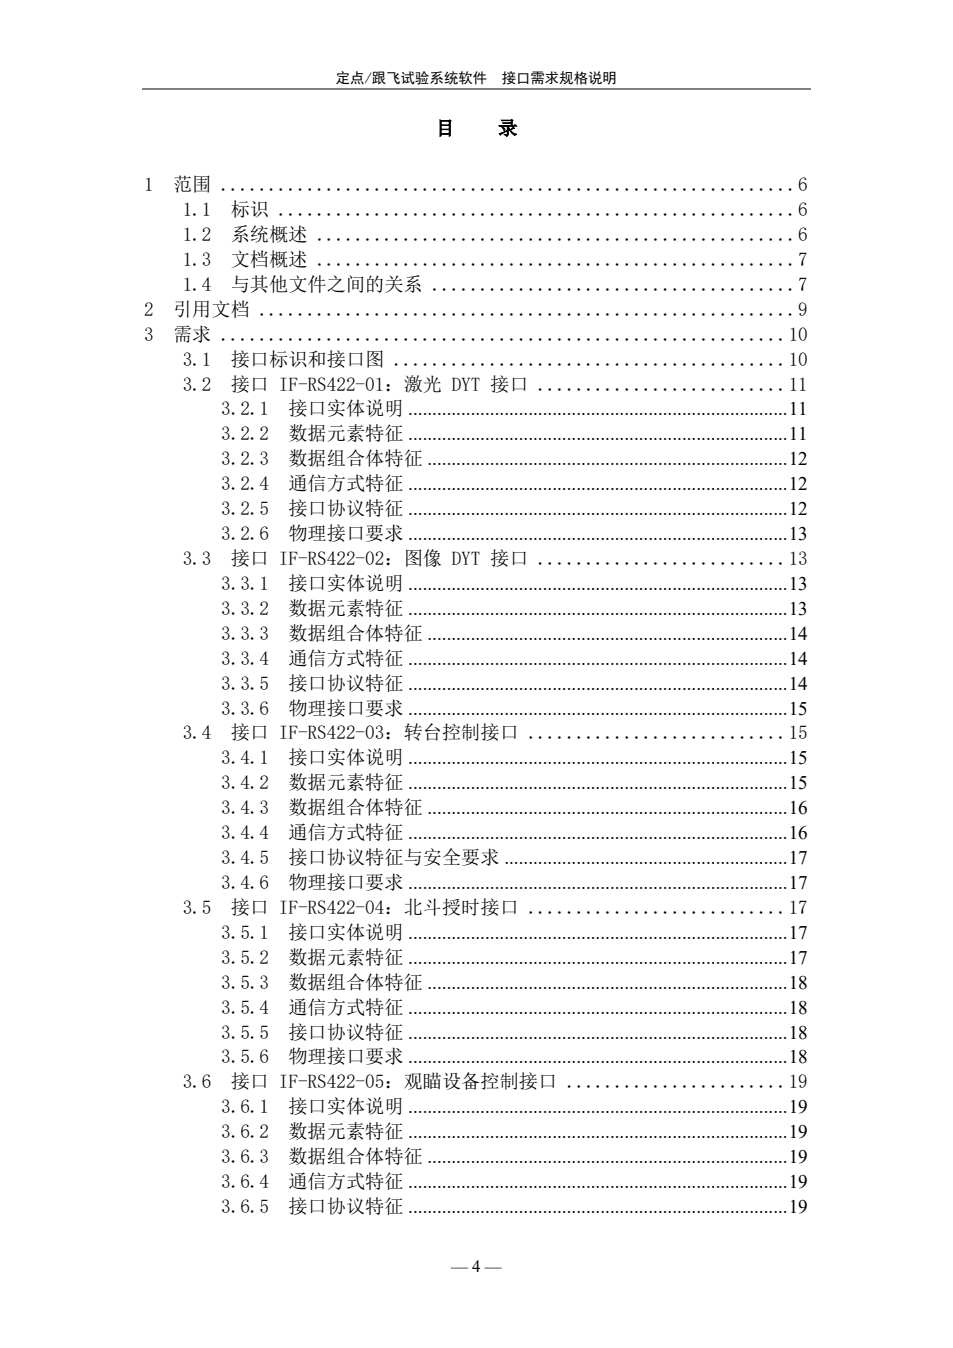 定点/跟飞试验系统软件　接口需求规格说明
目　录
1　范围 ............................................................ 6
1.1　标识 ...................................................... 6
1.2　系统概述 .................................................. 6
1.3　文档概述 .................................................. 7
1.4　与其他文件之间的关系 ...................................... 7
2　引用文档 ........................................................ 9
3　需求 ........................................................... 10
3.1　接口标识和接口图 ......................................... 10
3.2　接口 IF-RS422-01：激光 DYT 接口 .......................... 11
3.2.1　接口实体说明 ............................................................................... 11
3.2.2　数据元素特征 ............................................................................... 11
3.2.3　数据组合体特征 ........................................................................... 12
3.2.4　通信方式特征 ............................................................................... 12
3.2.5　接口协议特征 ............................................................................... 12
3.2.6　物理接口要求 ............................................................................... 13
3.3　接口 IF-RS422-02：图像 DYT 接口 .......................... 13
3.3.1　接口实体说明 ............................................................................... 13
3.3.2　数据元素特征 ............................................................................... 13
3.3.3　数据组合体特征 ........................................................................... 14
3.3.4　通信方式特征 ............................................................................... 14
3.3.5　接口协议特征 ............................................................................... 14
3.3.6　物理接口要求 ............................................................................... 15
3.4　接口 IF-RS422-03：转台控制接口 ........................... 15
3.4.1　接口实体说明 ............................................................................... 15
3.4.2　数据元素特征 ............................................................................... 15
3.4.3　数据组合体特征 ........................................................................... 16
3.4.4　通信方式特征 ............................................................................... 16
3.4.5　接口协议特征与安全要求 ........................................................... 17
3.4.6　物理接口要求 ............................................................................... 17
3.5　接口 IF-RS422-04：北斗授时接口 ........................... 17
3.5.1　接口实体说明 ............................................................................... 17
3.5.2　数据元素特征 ............................................................................... 17
3.5.3　数据组合体特征 ........................................................................... 18
3.5.4　通信方式特征 ............................................................................... 18
3.5.5　接口协议特征 ............................................................................... 18
3.5.6　物理接口要求 ............................................................................... 18
3.6　接口 IF-RS422-05：观瞄设备控制接口 ....................... 19
3.6.1　接口实体说明 ............................................................................... 19
3.6.2　数据元素特征 ............................................................................... 19
3.6.3　数据组合体特征 ........................................................................... 19
3.6.4　通信方式特征 ............................................................................... 19
3.6.5　接口协议特征 ............................................................................... 19
— 4 —